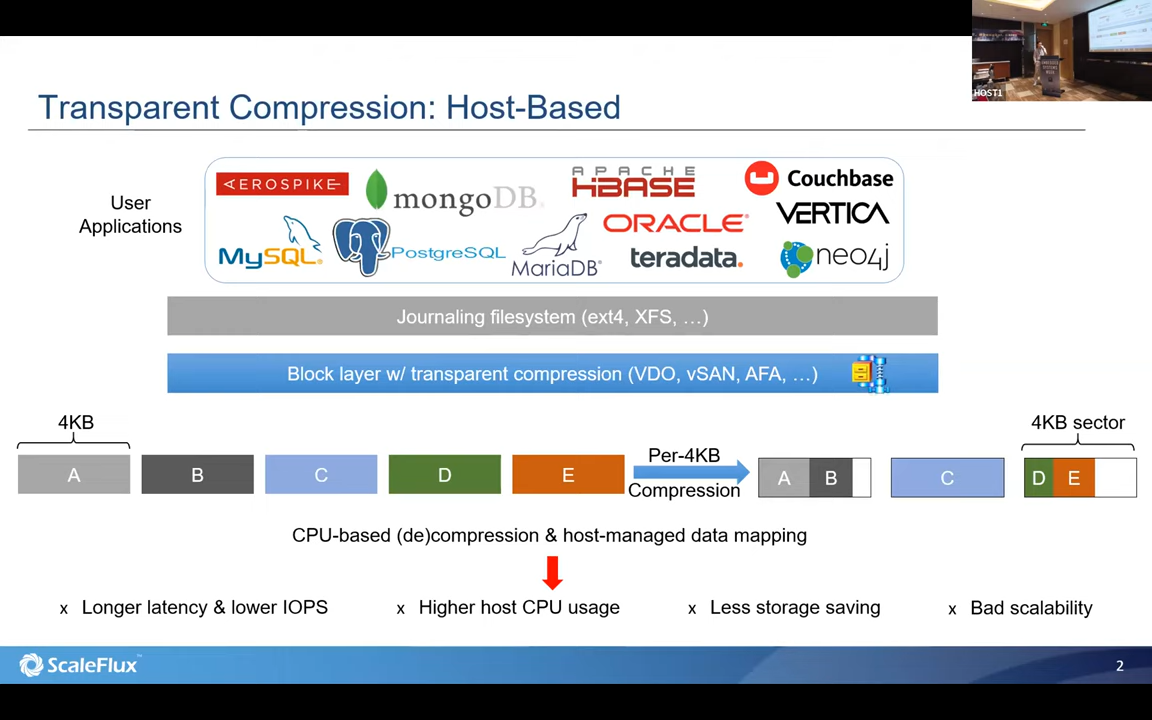 HOST1
Transparent Compression: Host-Based
User
Applications
AEROSPIKE
mongoDB
APACHE
HBASE
Couchbase
MySQL
PostgreSQL
MariaDB
ORACLE
teradata.
VERTICA
neo4j
Journaling filesystem (ext4, XFS, …)
Block layer w/ transparent compression (VDO, vSAN, AFA, …)
4KB
A
B
C
D
E
Per-4KB
Compression
4KB sector
A
B
C
D
E
CPU-based (de)compression & host-managed data mapping
x Longer latency & lower IOPS
x Higher host CPU usage
x Less storage saving
x Bad scalability
ScaleFlux™
2